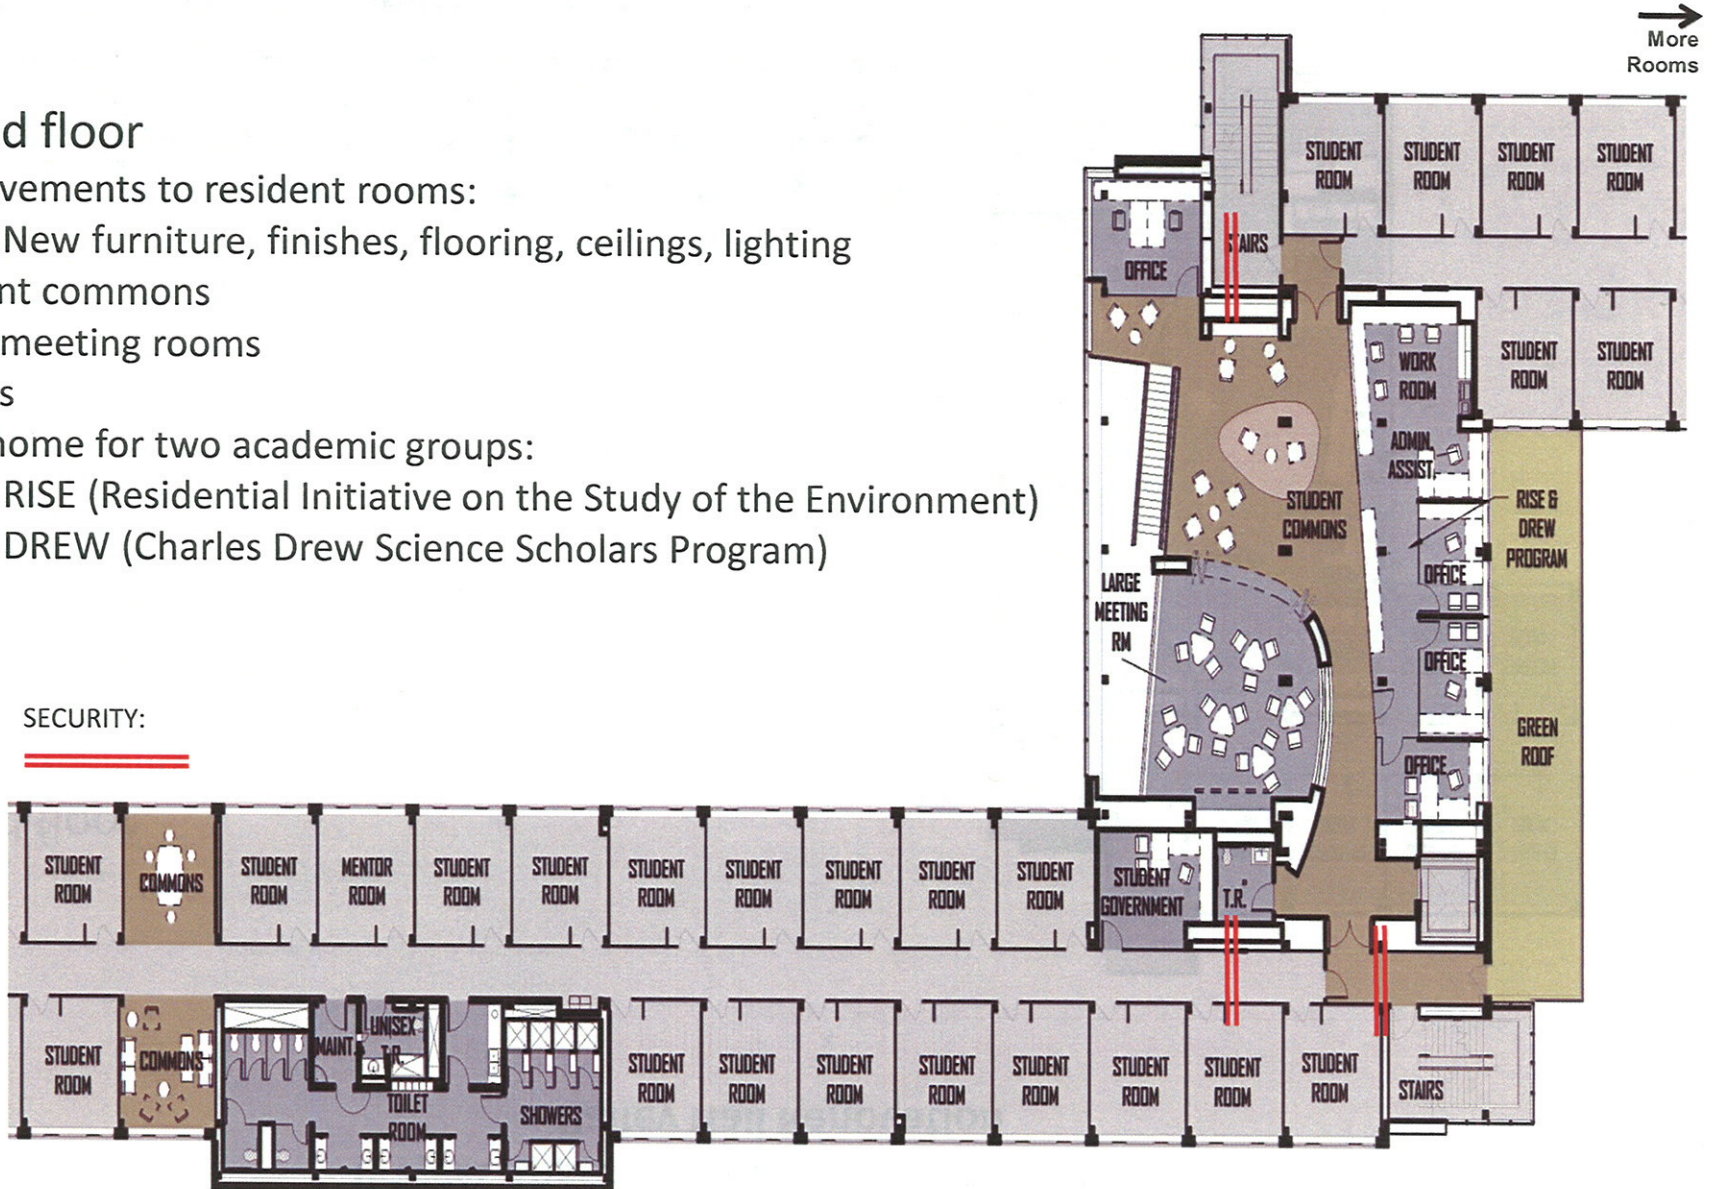 More
Rooms
d floor
vements to resident rooms:
New furniture, finishes, flooring, ceilings, lighting
nt commons
meeting rooms
s
home for two academic groups:
RISE (Residential Initiative on the Study of the Environment)
DREW (Charles Drew Science Scholars Program)
SECURITY:
STUDENT
ROOM
STUDENT
ROOM
STUDENT
ROOM
STUDENT
ROOM
STAIRS
OFFICE
WORK
ROOM
STUDENT
ROOM
STUDENT
ROOM
ADMIN.
ASSIST.
STUDENT
COMMONS
RISE &
DREW
PROGRAM
OFFICE
LARGE
MEETING
RM
OFFICE
GREEN
ROOF
OFFICE
STUDENT
ROOM
COMMONS
STUDENT
ROOM
MENTOR
ROOM
STUDENT
ROOM
STUDENT
ROOM
STUDENT
ROOM
STUDENT
ROOM
STUDENT
ROOM
STUDENT
ROOM
STUDENT
ROOM
STUDENT
GOVERNMENT
T.R.
STUDENT
ROOM
COMMONS
MAINT.
UNISEX
T.R.
TOILET
ROOM
SHOWERS
STUDENT
ROOM
STUDENT
ROOM
STUDENT
ROOM
STUDENT
ROOM
STUDENT
ROOM
STUDENT
ROOM
STUDENT
ROOM
STUDENT
ROOM
STAIRS